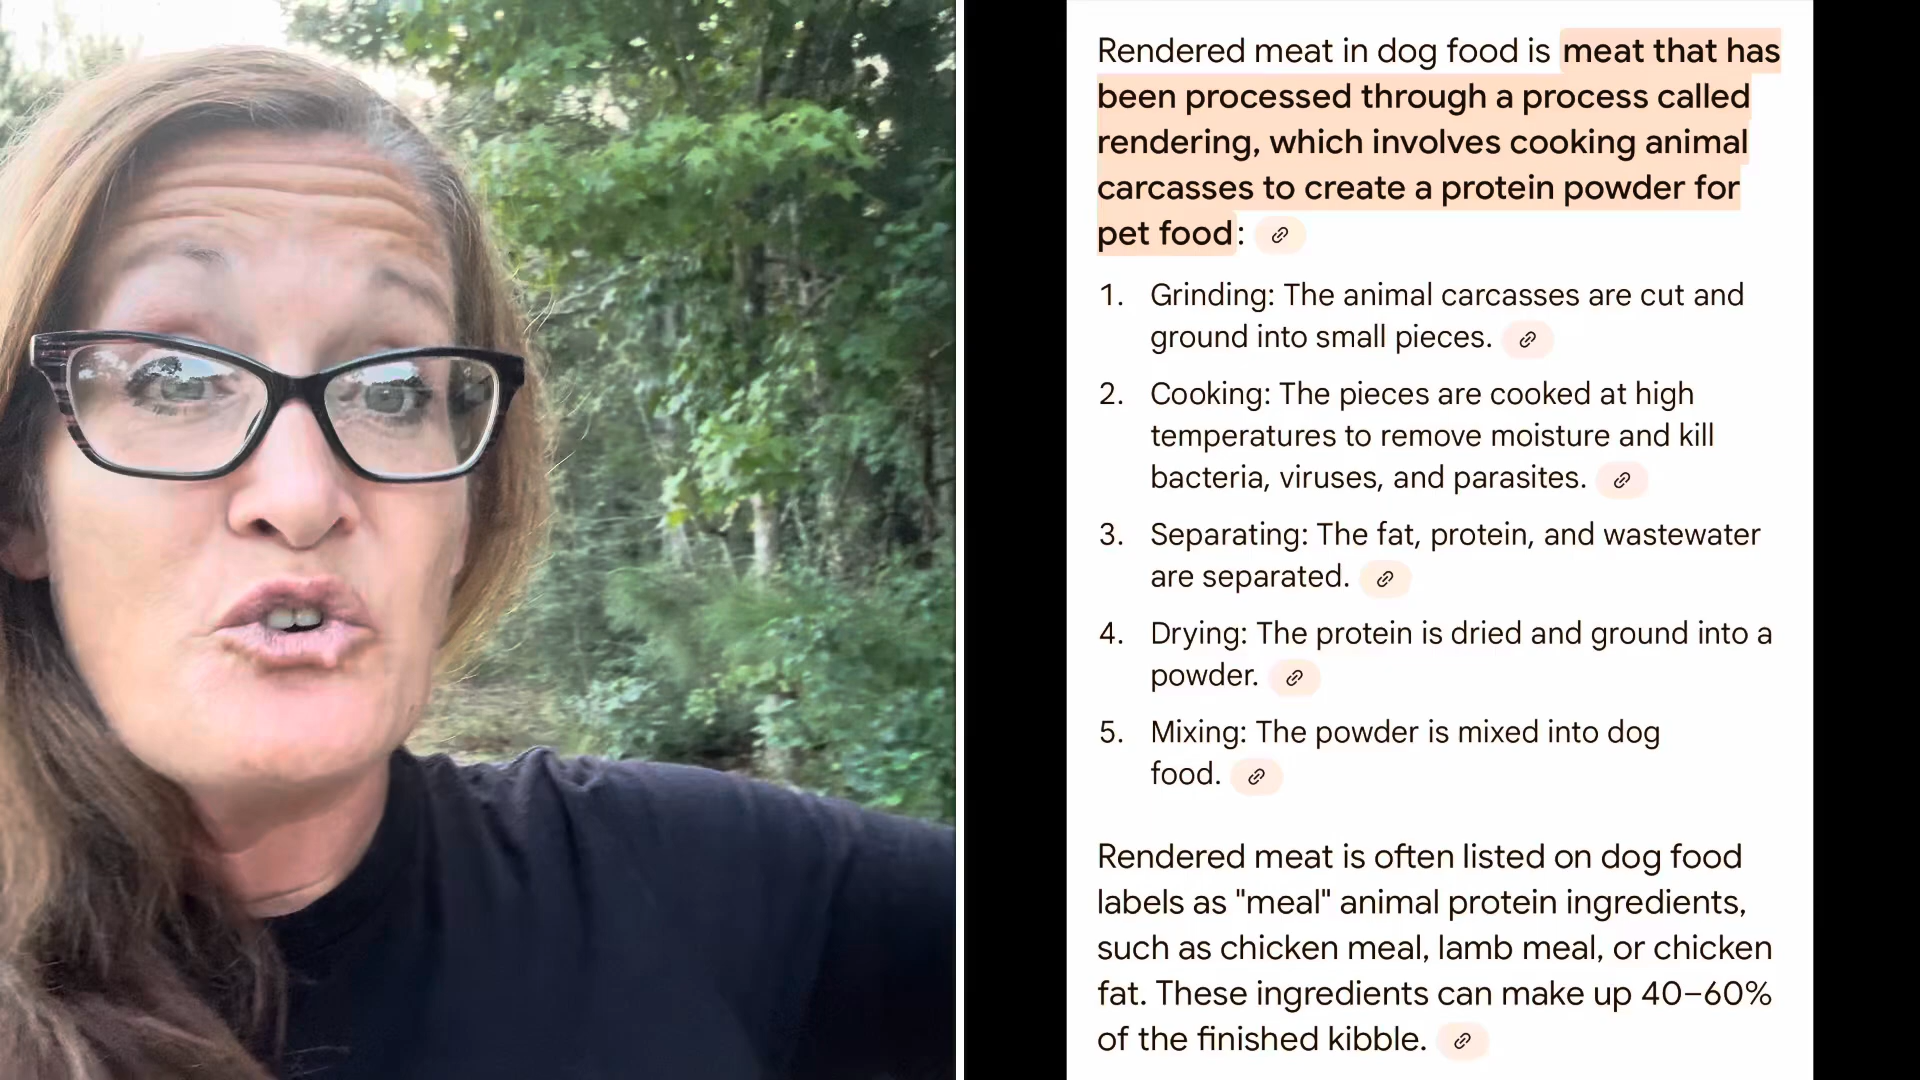 Rendered meat in dog food is meat that has
been processed through a process called
rendering, which involves cooking animal
carcasses to create a protein powder for
pet food:
1. Grinding: The animal carcasses are cut and
ground into small pieces.
2. Cooking: The pieces are cooked at high
temperatures to remove moisture and kill
bacteria, viruses, and parasites.
3. Separating: The fat, protein, and wastewater
are separated.
4. Drying: The protein is dried and ground into a
powder.
5. Mixing: The powder is mixed into dog
food.
Rendered meat is often listed on dog food
labels as "meal" animal protein ingredients,
such as chicken meal, lamb meal, or chicken
fat. These ingredients can make up 40–60%
of the finished kibble.